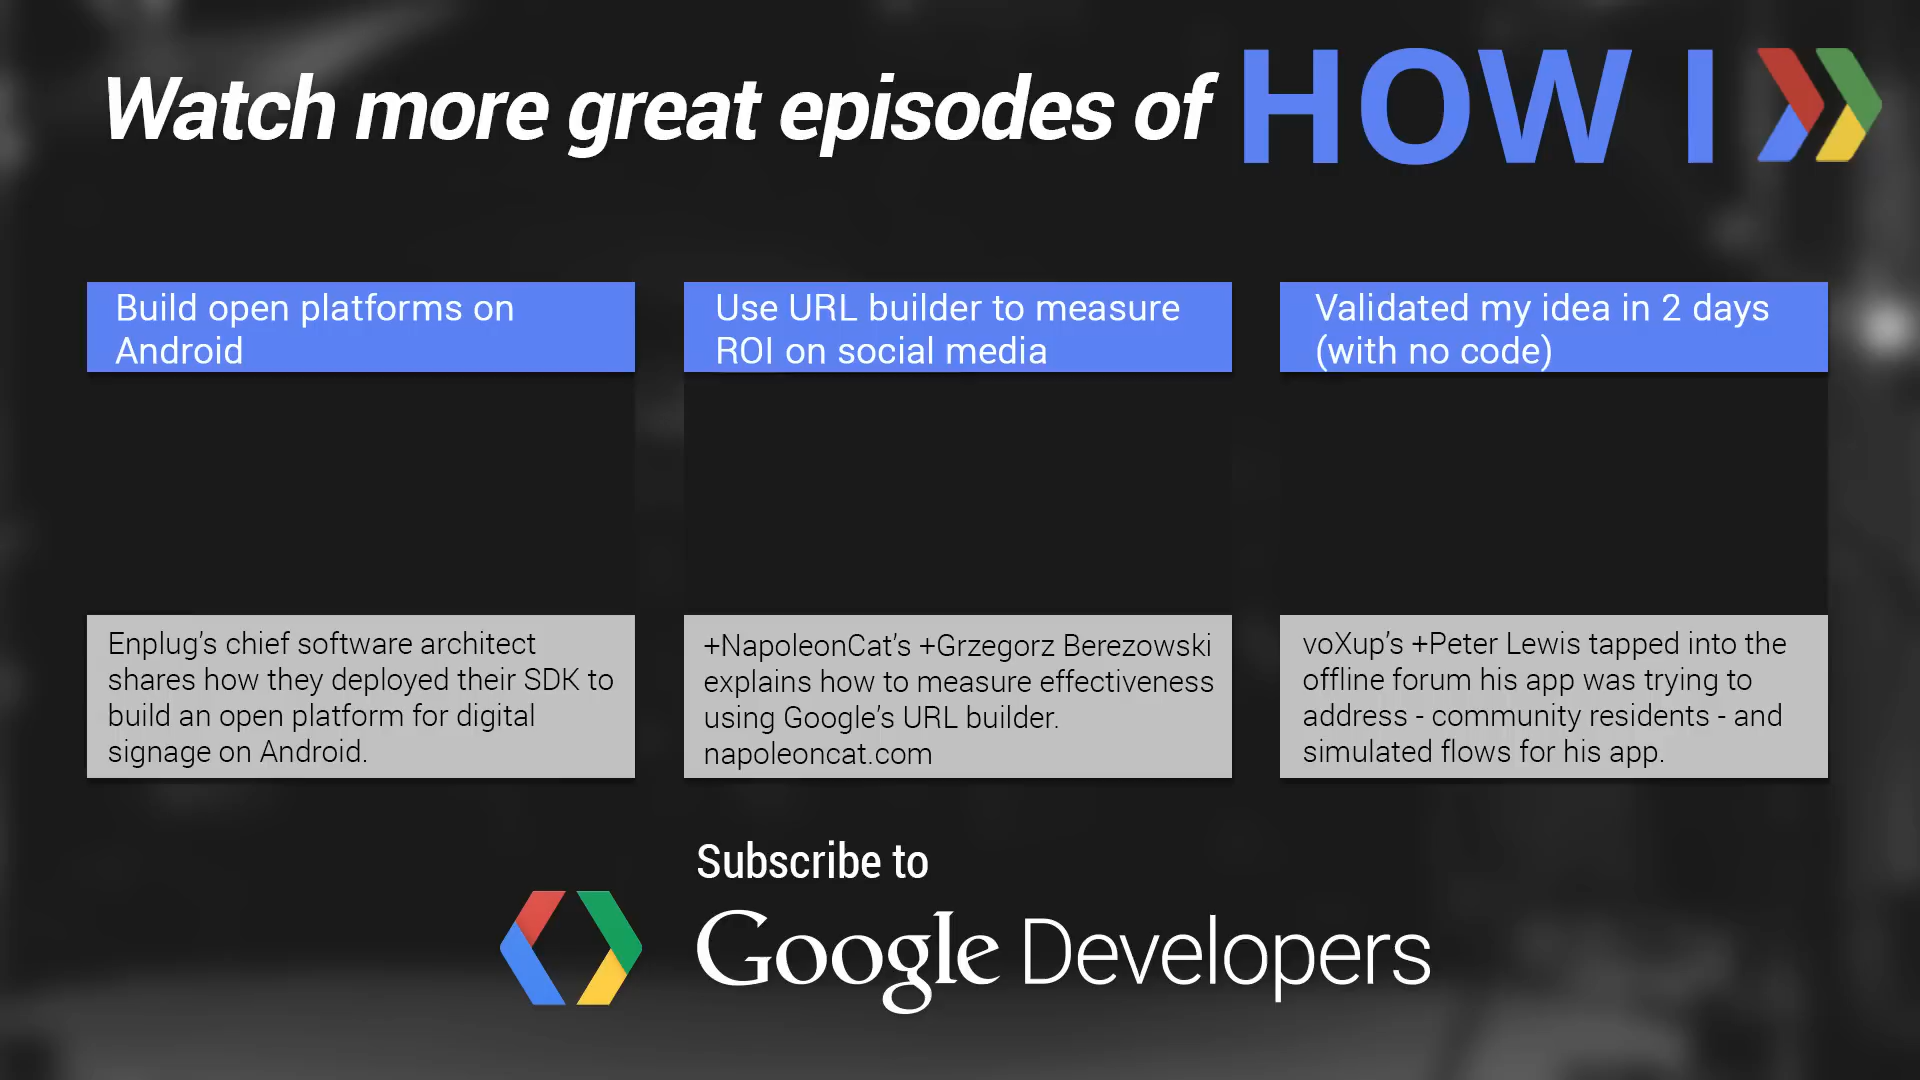 Watch more great episodes of HOW I
Build open platforms on
Android
Use URL builder to measure
ROI on social media
Validated my idea in 2 days
(with no code)
Enplug’s chief software architect
shares how they deployed their SDK to
build an open platform for digital
signage on Android.
+NapoleonCat’s +Grzegorz Berezowski
explains how to measure effectiveness
using Google’s URL builder.
napoleoncat.com
voXup’s +Peter Lewis tapped into the
offline forum his app was trying to
address - community residents - and
simulated flows for his app.
Subscribe to
Google Developers